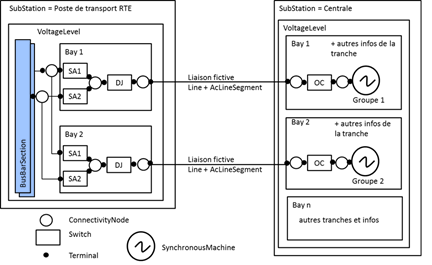 SubStation = Poste de transport RTE
VoltageLevel
BusBarSection
Bay 1
SA1
SA2
DJ
Bay 2
SA1
SA2
DJ
Liaison fictive
Line + AcLineSegment
Liaison fictive
Line + AcLineSegment
SubStation = Centrale
VoltageLevel
Bay 1
+ autres infos de la
tranche
OC
Groupe 1
Bay 2
+ autres infos de
la tranche
OC
Groupe 2
Bay n
autres tranches et infos
ConnectivityNode
Switch
Terminal
SynchronousMachine